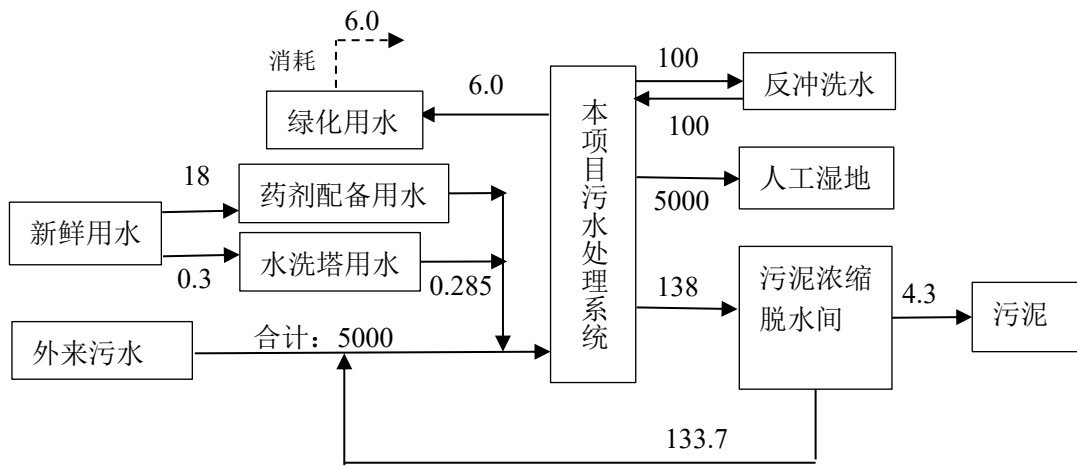 6.0
消耗
100
反冲洗水
6.0
绿化用水
100
本项目污水处理系统
18
药剂配备用水
人工湿地
5000
新鲜用水
0.3
水洗塔用水
0.285
138
污泥浓缩
脱水间
4.3
污泥
外来污水
合计：5000
133.7